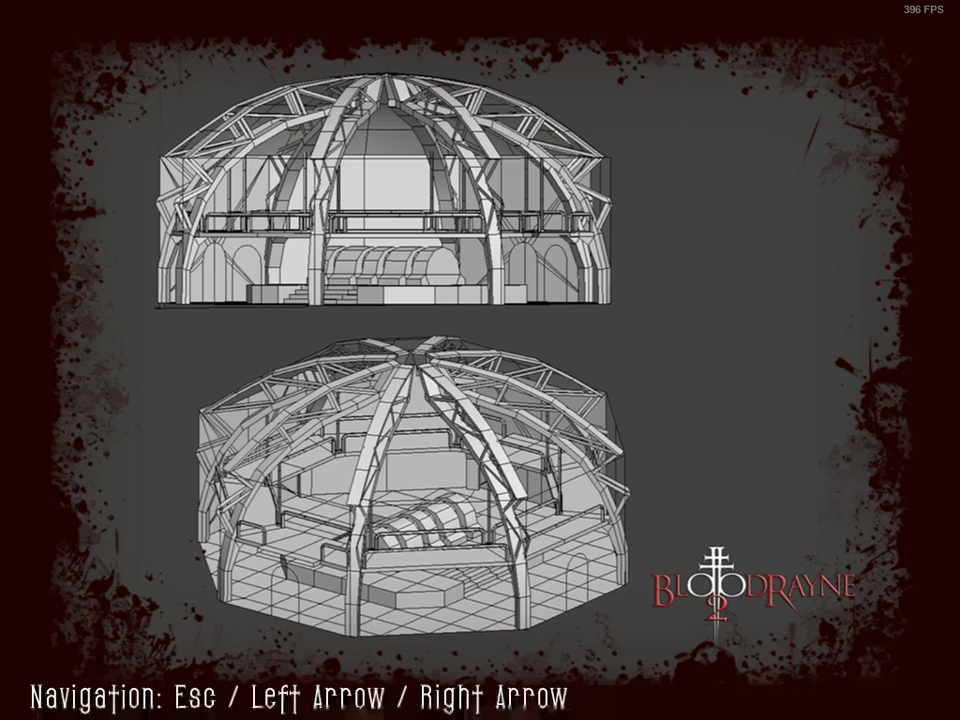 396 FPS
BLOODRAYNE
2
Navigation: Esc / Left Arrow / Right Arrow